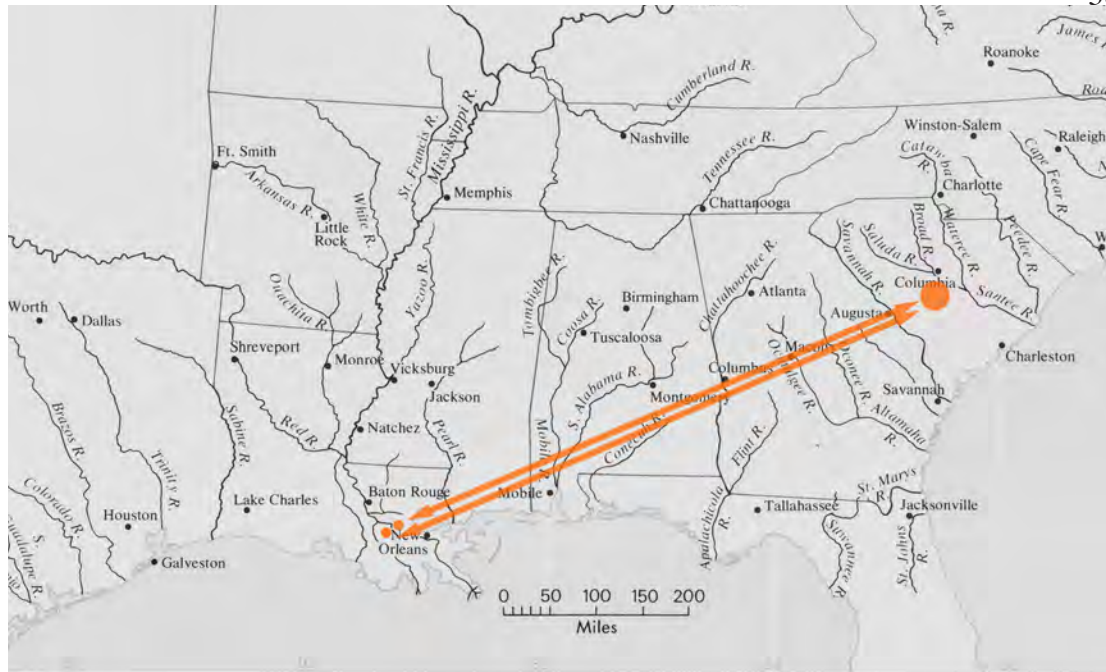 James R.
Roanoke
Cumberland R.
Nashville
Winston-Salem
Raleigh
St. Francis R.
Mississippi R.
Ft. Smith
Arkansas R.
White R.
Little
Rock
Memphis
Tennessee R.
Chattanooga
Catawba
R.
Charlotte
Cape Fear R.
Broad R.
Wateree R.
Peedee R.
Saluda R.
Savannah R.
Columbia
Santee R.
Worth
Dallas
Ouachita R.
Yazoo R.
Tombigbee R.
Coosa R.
Birmingham
Tuscaloosa
Chattahoochee R.
Atlanta
Augusta
Charleston
Shreveport
Monroe
Vicksburg
Jackson
S. Alabama R.
Montgomery
Columbus
Macon
Ocmulgee R.
Oconee R.
Savannah
Altamaha
R.
Brazos R.
Trinity R.
Sabine R.
Red R.
Natchez
Pearl R.
Mobile R.
Conecuh R.
Flint R.
Colorado R.
S.
Guadalupe R.
Houston
Galveston
Lake Charles
Baton Rouge
New
Orleans
Mobile
Apalachicola
R.
Tallahassee
St. Marys
R.
Jacksonville
Suwannee
R.
St. Johns
R.
0 50 100 150 200
Miles